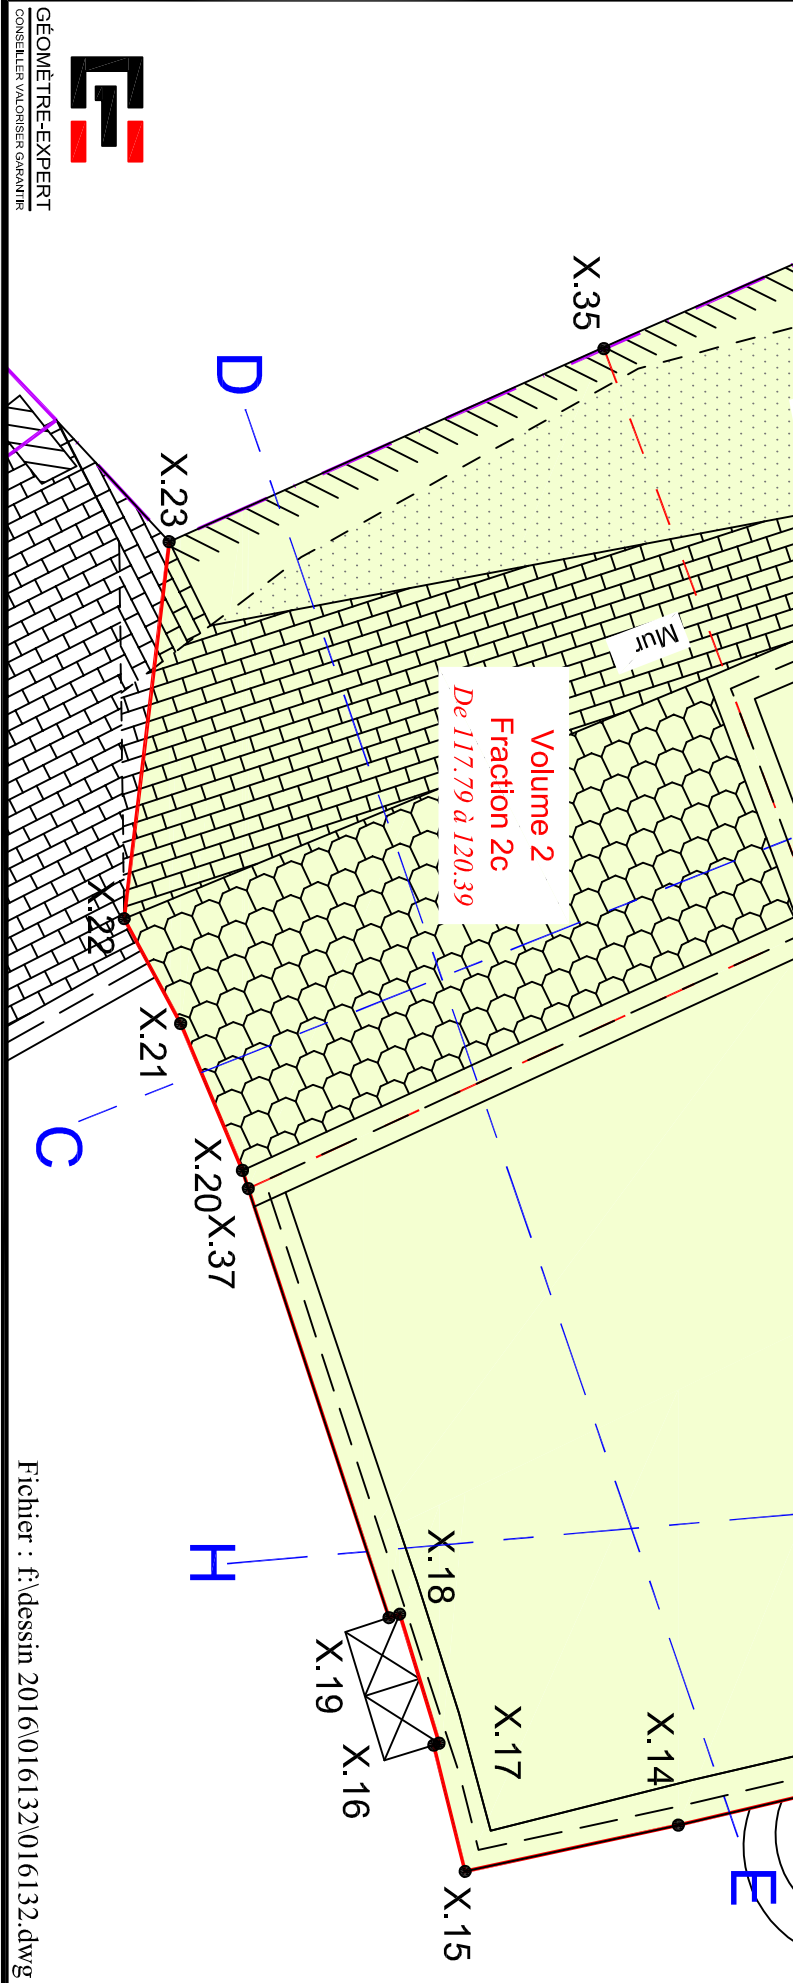 GÉOMÈTRE-EXPERT
CONSEILLER VALORISER GARANTIR
X.35
D
X.23
Mur
Volume 2
Fraction 2c
De 117.79 à 120.39
X.22
X.21
C
X.20
X.37
H
X.18
X.19
X.17
X.16
X.14
X.15
E
Fichier : f:\dessin 2016\016132\016132.dwg